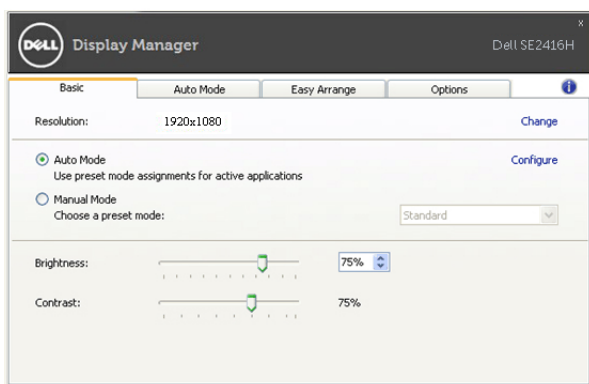 x
DELL Display Manager Dell SE2416H
Basic Auto Mode Easy Arrange Options i
Resolution: 1920x1080 Change
Auto Mode Configure
Use preset mode assignments for active applications
Manual Mode
Choose a preset mode: Standard
Brightness: 75%
Contrast: 75%